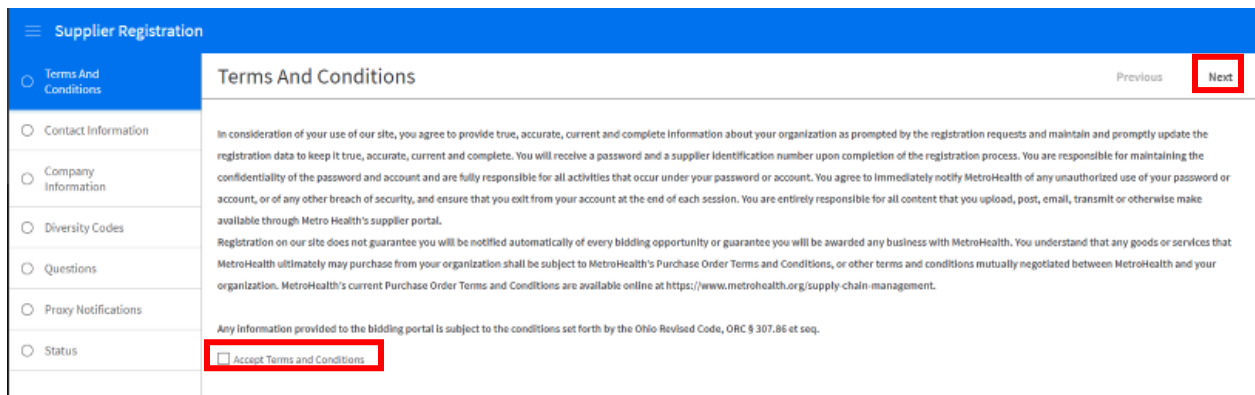 Supplier Registration
Terms And
Conditions
Contact Information
Company
Information
Diversity Codes
Questions
Proxy Notifications
Status
Terms And Conditions
Previous
Next
In consideration of your use of our site, you agree to provide true, accurate, current and complete information about your organization as prompted by the registration requests and maintain and promptly update the
registration data to keep it true, accurate, current and complete. You will receive a password and a supplier identification number upon completion of the registration process. You are responsible for maintaining the
confidentiality of the password and account and are fully responsible for all activities that occur under your password or account. You agree to immediately notify MetroHealth of any unauthorized use of your password or
account, or of any other breach of security, and ensure that you exit from your account at the end of each session. You are entirely responsible for all content that you upload, post, email, transmit or otherwise make
available through Metro Health's supplier portal.
Registration on our site does not guarantee you will be notified automatically of every bidding opportunity or guarantee you will be awarded any business with MetroHealth. You understand that any goods or services that
MetroHealth ultimately may purchase from your organization shall be subject to MetroHealth's Purchase Order Terms and Conditions, or other terms and conditions mutually negotiated between MetroHealth and your
organization. MetroHealth's current Purchase Order Terms and Conditions are available online at https://www.metrohealth.org/supply-chain-management.
Any information provided to the bidding portal is subject to the conditions set forth by the Ohio Revised Code, ORC § 307.86 et seq.
Accept Terms and Conditions